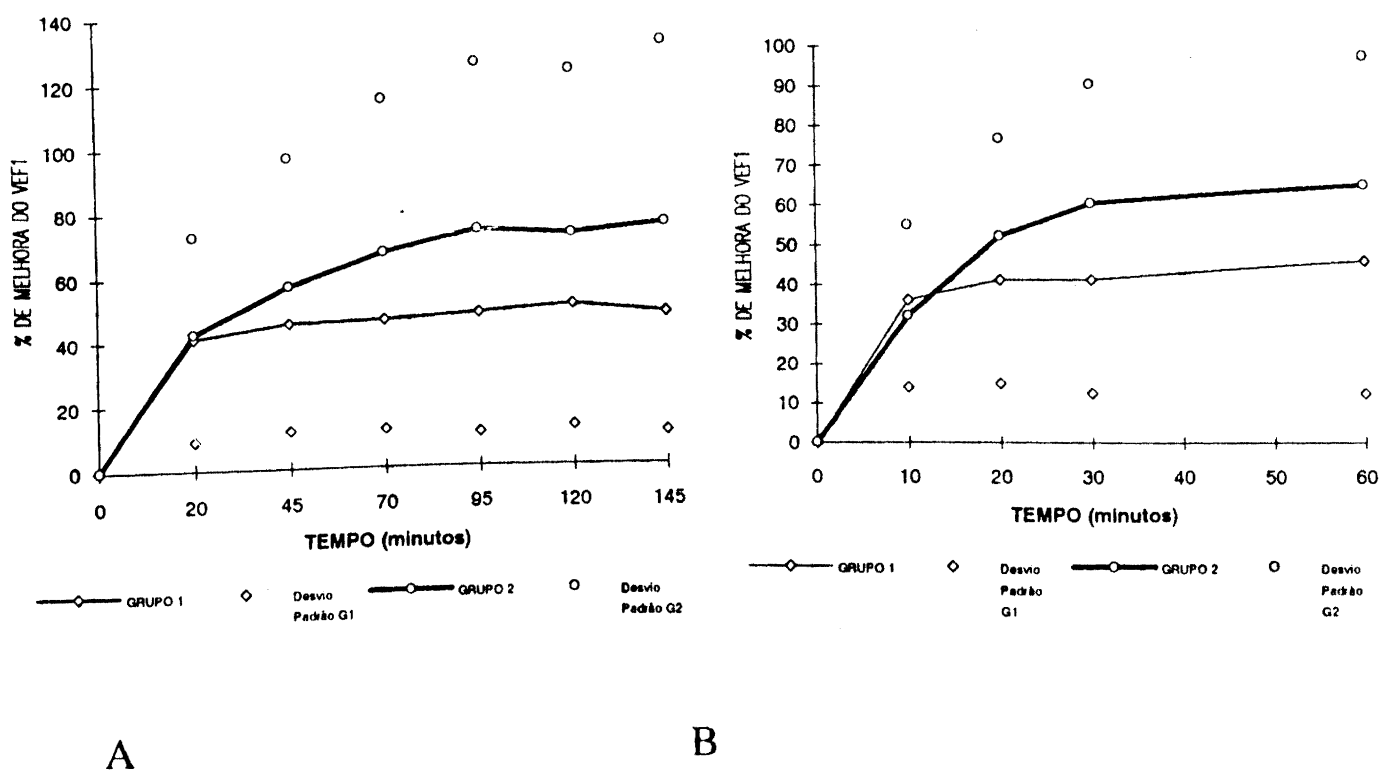 % DE MELHORA DO VEF1
140
120
100
80
60
40
20
0
0 20 45 70 95 120 145
TEMPO (minutos)
GRUPO 1
Desvio
Padrão G1
GRUPO 2
Desvio
Padrão G2
A
% DE MELHORA DO VEF1
100
90
80
70
60
50
40
30
20
10
0
0 10 20 30 40 50 60
TEMPO (minutos)
GRUPO 1
Desvio
Padrão
G1
GRUPO 2
Desvio
Padrão
G2
B